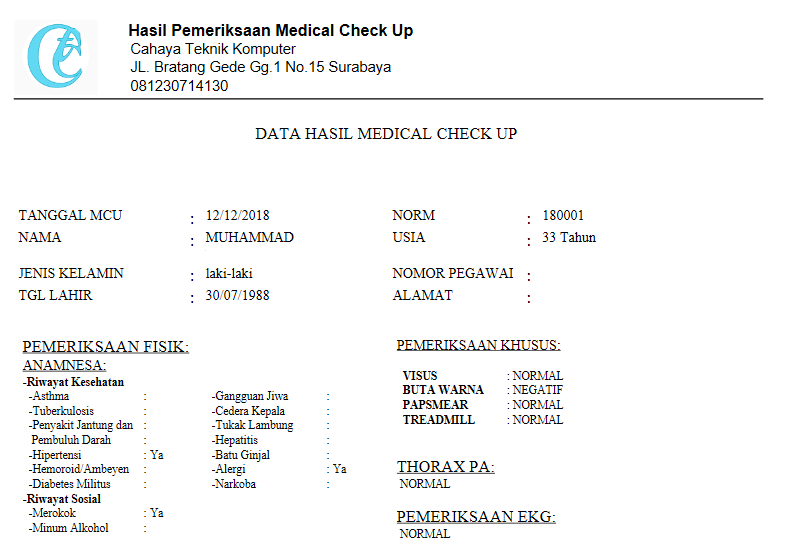 Hasil Pemeriksaan Medical Check Up
Cahaya Teknik Komputer
JL. Bratang Gede Gg.1 No.15 Surabaya
081230714130
DATA HASIL MEDICAL CHECK UP
TANGGAL MCU : 12/12/2018 NORM : 180001
NAMA : MUHAMMAD USIA : 33 Tahun
JENIS KELAMIN : laki-laki NOMOR PEGAWAI :
TGL LAHIR : 30/07/1988 ALAMAT :
PEMERIKSAAN FISIK:
ANAMNESA:
-Riwayat Kesehatan
-Asthma : -Gangguan Jiwa :
-Tuberkulosis : -Cedera Kepala :
-Penyakit Jantung dan : -Tukak Lambung :
Pembuluh Darah : -Hepatitis :
-Hipertensi : Ya -Batu Ginjal :
-Hemoroid/Ambeyen : -Alergi : Ya
-Diabetes Militus : -Narkoba :
-Riwayat Sosial
-Merokok : Ya
-Minum Alkohol :
PEMERIKSAAN KHUSUS:
VISUS : NORMAL
BUTA WARNA : NEGATIF
PAPSMEAR : NORMAL
TREADMILL : NORMAL
THORAX PA:
NORMAL
PEMERIKSAAN EKG:
NORMAL